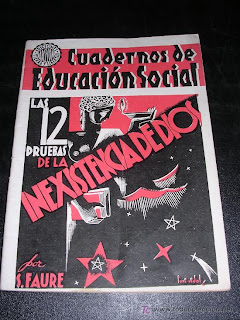 Cuadernos de
Educación Social
LAS
12
PRUEBAS
DE LA
INEXISTENCIA DE DIOS
por
S. FAURE